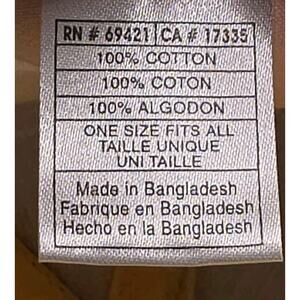 RN # 69421 CA # 17335
100% COTTON
100% COTON
100% ALGODON
ONE SIZE FITS ALL
TAILLE UNIQUE
UNI TAILLE
Made in Bangladesh
Fabrique en Bangladesh
Hecho en la Bangladesh